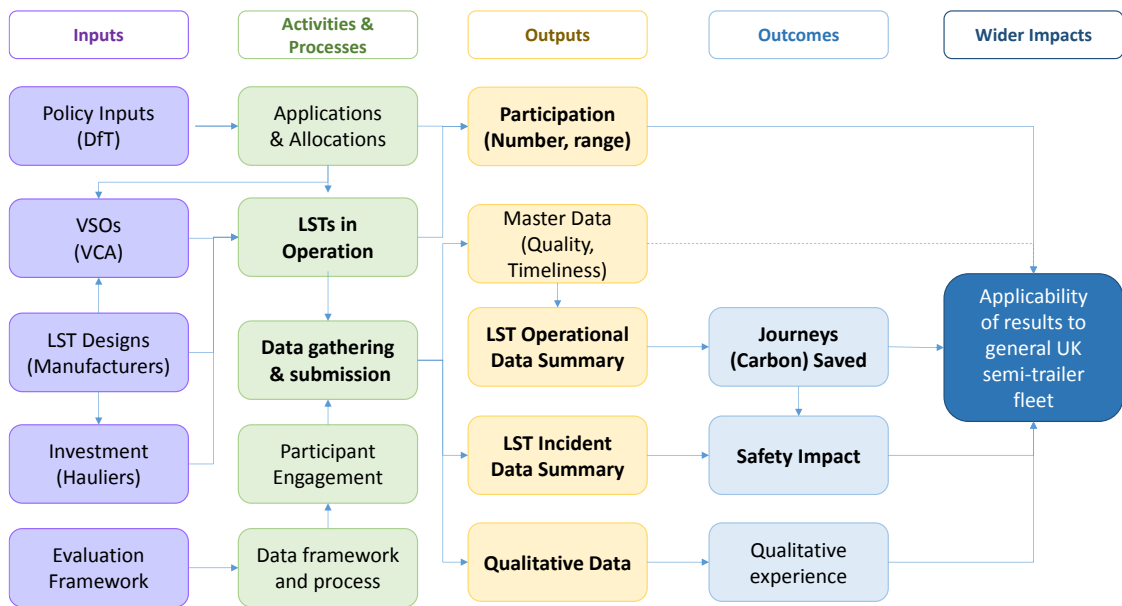 Inputs
Activities &
Processes
Outputs
Outcomes
Wider Impacts
Policy Inputs
(DfT)
Applications
& Allocations
Participation
(Number, range)
VSOs
(VCA)
LSTs in
Operation
Master Data
(Quality,
Timeliness)
LST Designs
(Manufacturers)
Data gathering
& submission
LST Operational
Data Summary
Journeys
(Carbon) Saved
Applicability
of results to
general UK
semi-trailer
fleet
Investment
(Hauliers)
Participant
Engagement
LST Incident
Data Summary
Safety Impact
Evaluation
Framework
Data framework
and process
Qualitative Data
Qualitative
experience